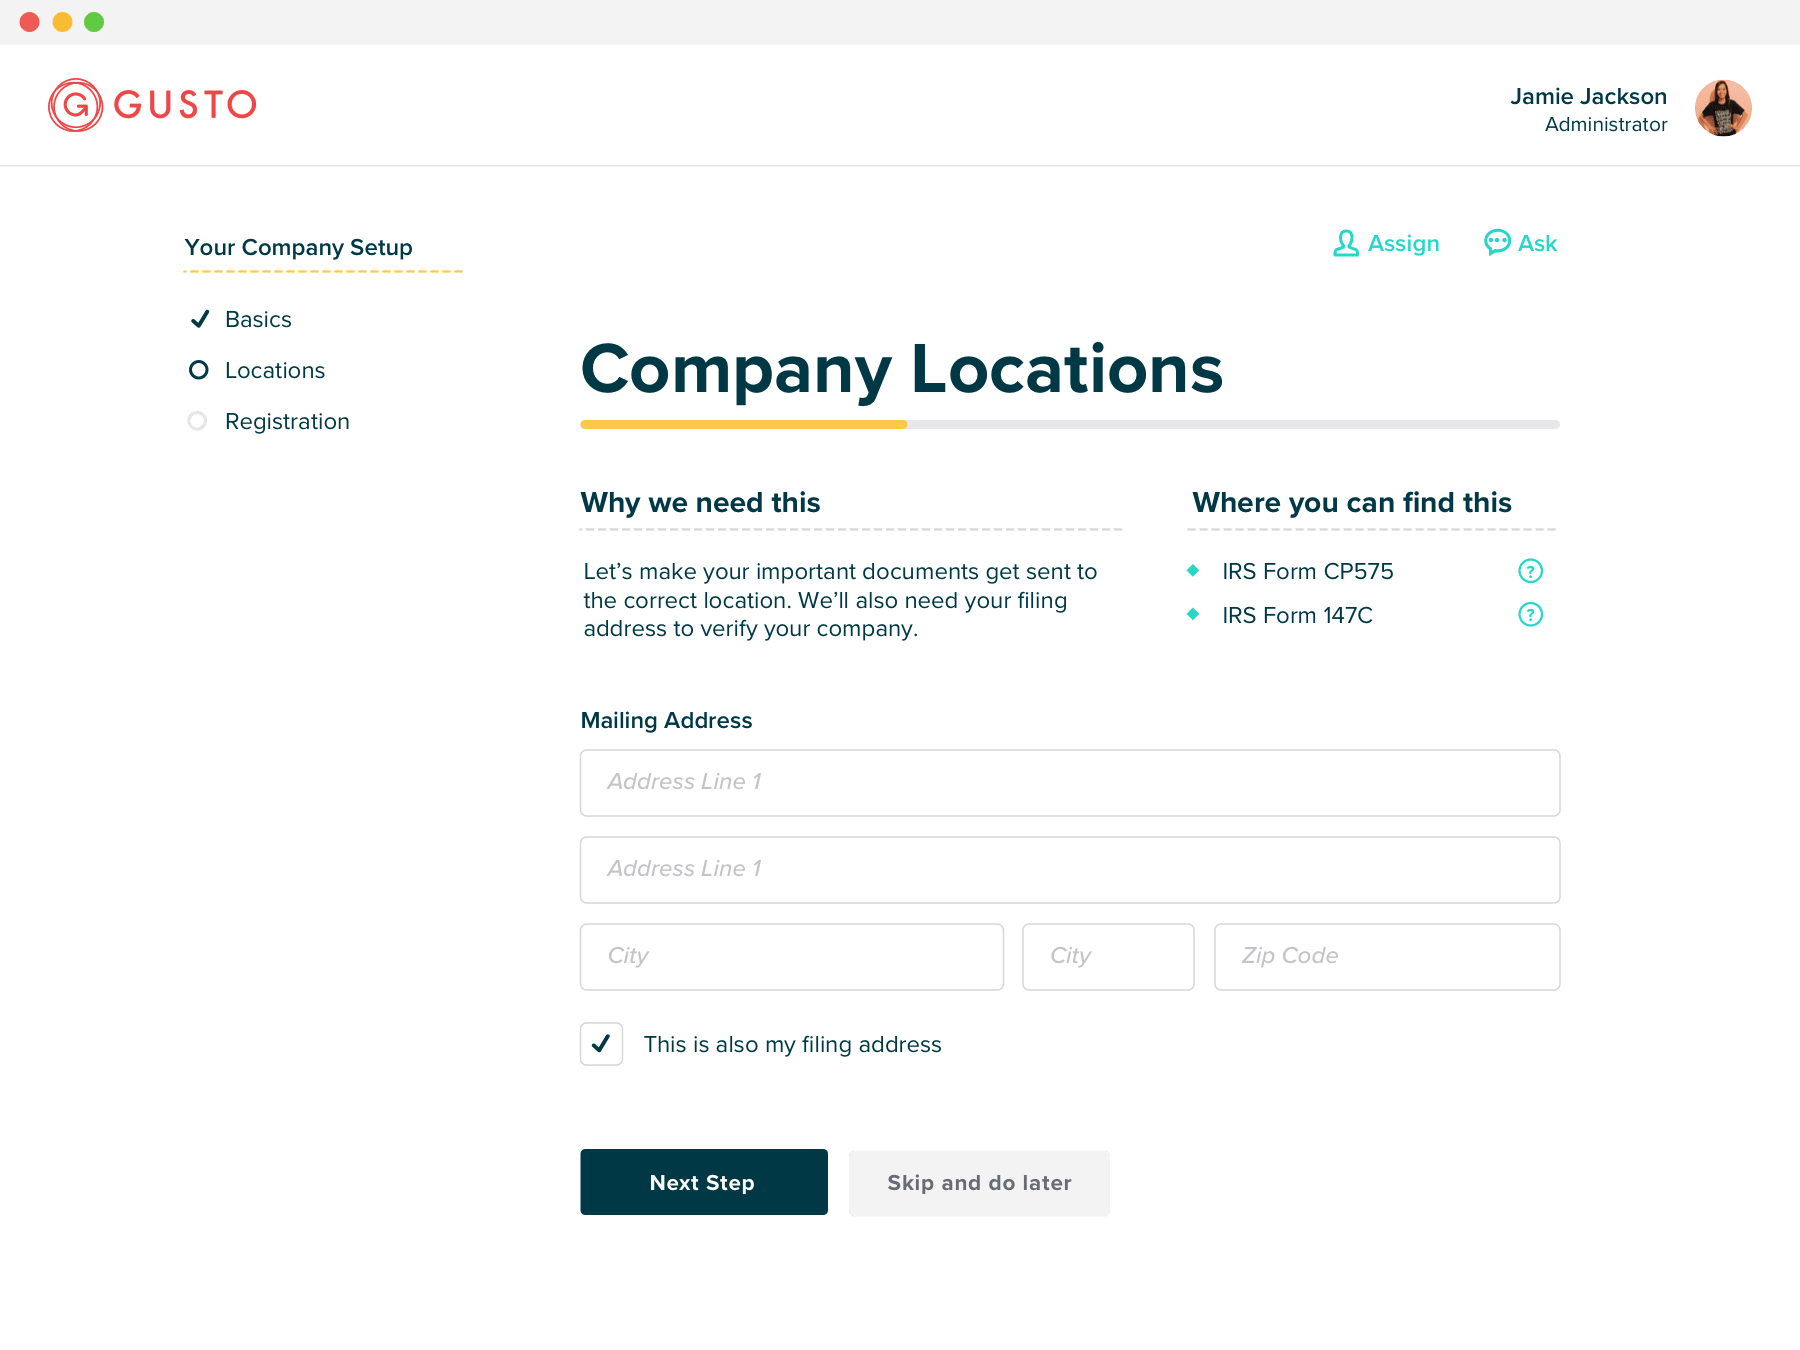 GUSTO
Jamie Jackson
Administrator
Your Company Setup
Basics
Locations
Registration
Assign
Ask
Company Locations
Why we need this
Let’s make your important documents get sent to
the correct location. We’ll also need your filing
address to verify your company.
Where you can find this
IRS Form CP575
?
IRS Form 147C
?
Mailing Address
Address Line 1
Address Line 1
City
City
Zip Code
This is also my filing address
Next Step
Skip and do later